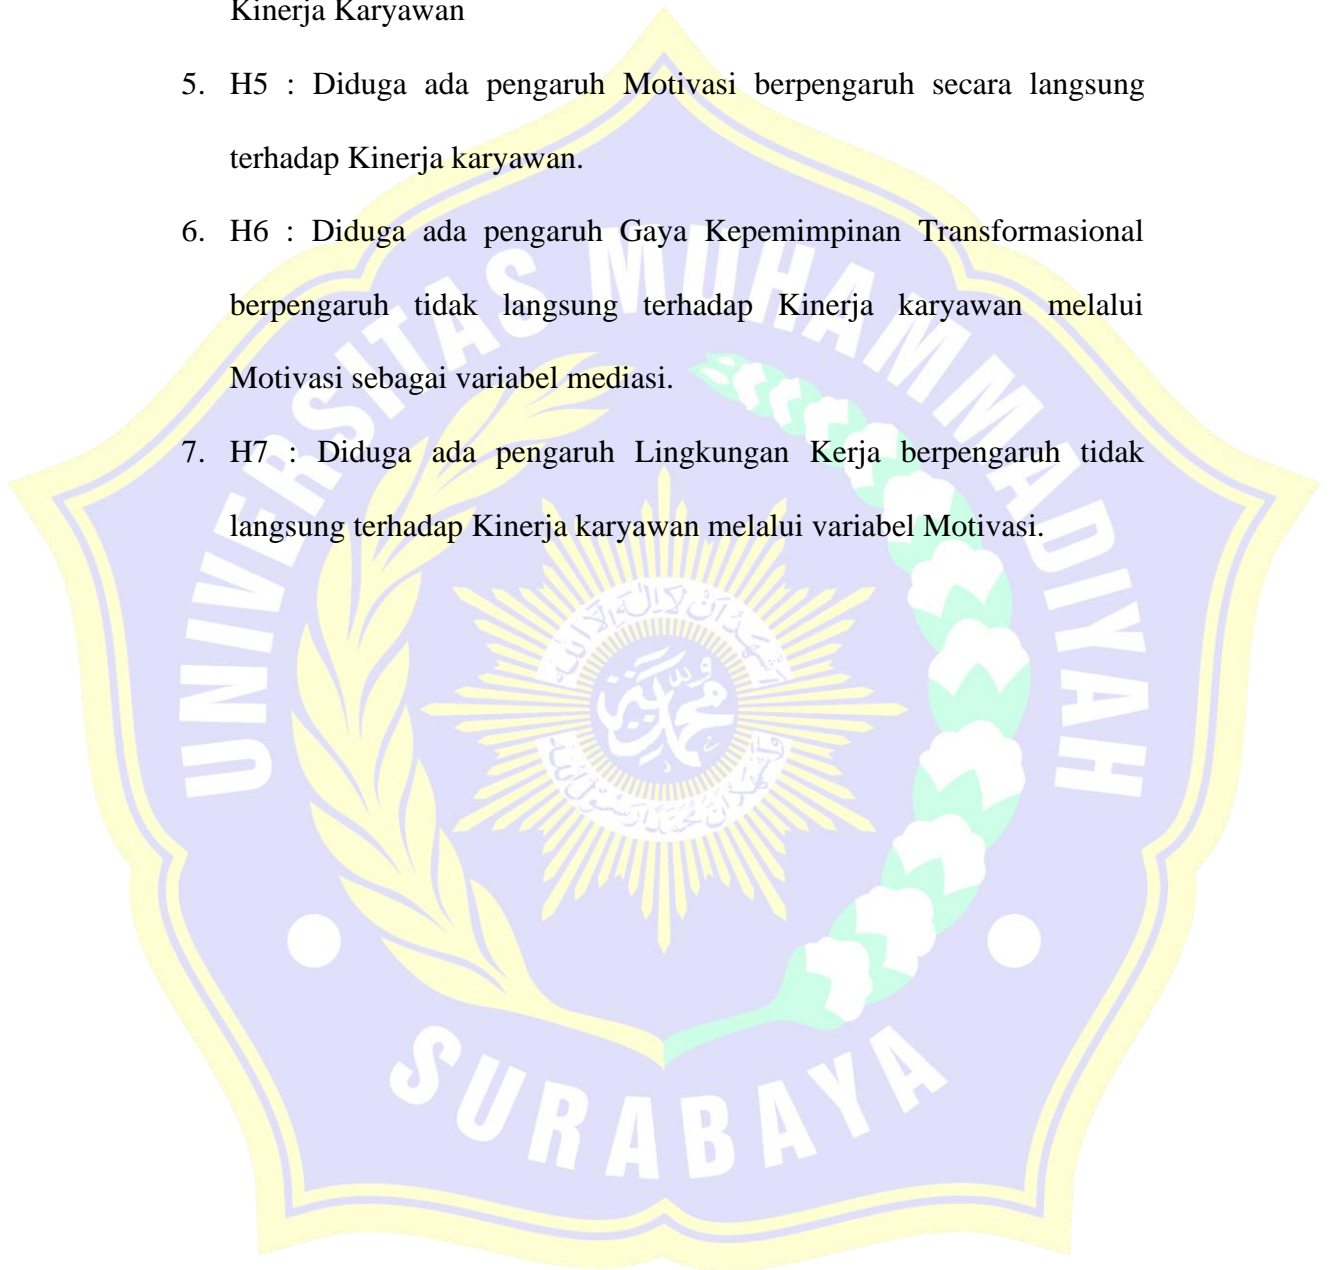 Kinerja Karyawan
5. H5 : Diduga ada pengaruh Motivasi berpengaruh secara langsung
terhadap Kinerja karyawan.
6. H6 : Diduga ada pengaruh Gaya Kepemimpinan Transformasional
berpengaruh tidak langsung terhadap Kinerja karyawan melalui
Motivasi sebagai variabel mediasi.
7. H7 : Diduga ada pengaruh Lingkungan Kerja berpengaruh tidak
langsung terhadap Kinerja karyawan melalui variabel Motivasi.
UNIVERSITAS MUHAMMADIYAH
محمدية
SURABAYA